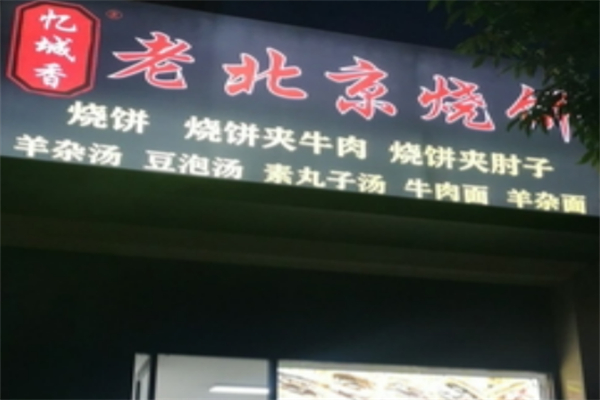 忆城香®
老北京烧饼
烧饼 烧饼夹牛肉 烧饼夹肘子
羊杂汤 豆泡汤 素丸子汤 牛肉面 羊杂面